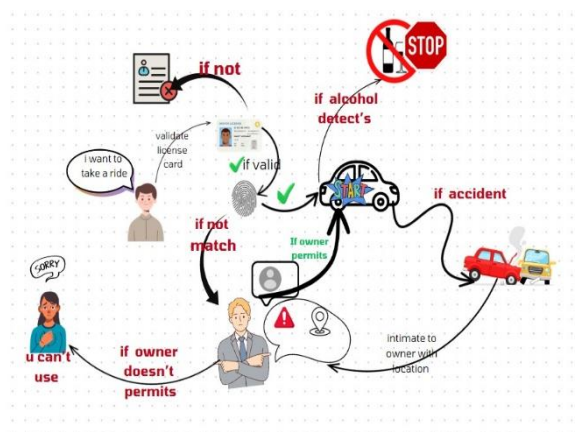 if not
STOP
if alcohol
detect's
validate
license
card
if valid
i want to
take a ride
START
if accident
if not
match
If owner
permits
SORRY
u can't
use
if owner
doesn't
permits
intimate to
owner with
location